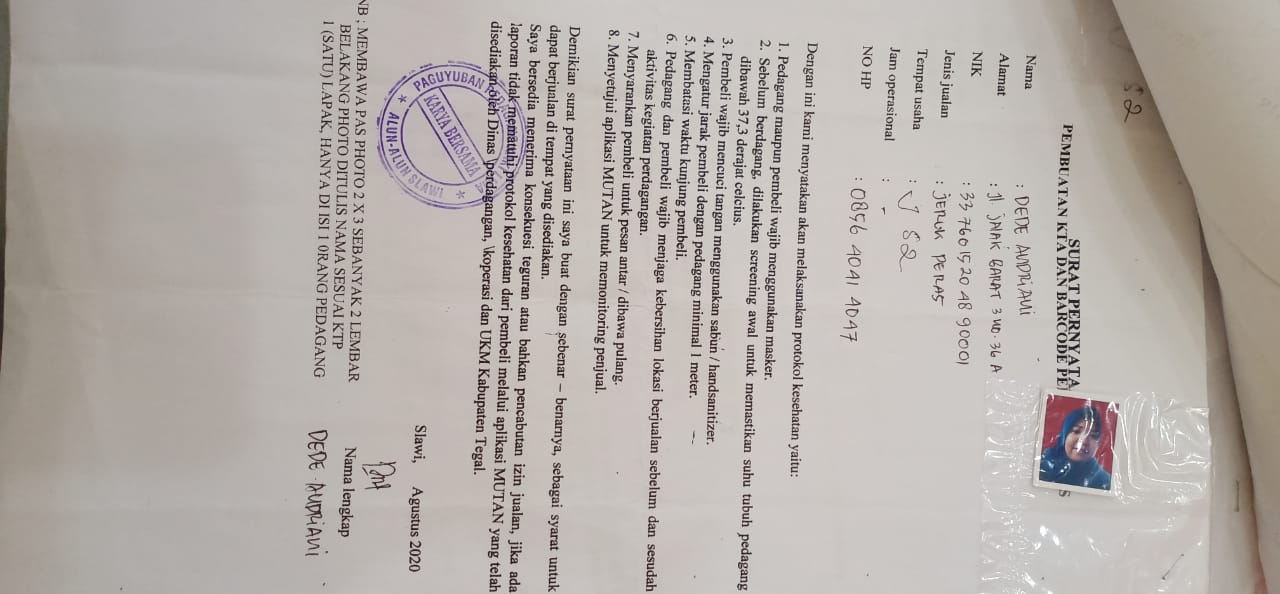 S 2
SURAT PERNYATA
PEMBUATAN KTA DAN BARCODE PE
S
Nama : DEDE ANDRIANI
Alamat : Jl JALAK BARAT 3 NO 36 A
NIK : 33 7601520 48 90001
Jenis jualan : JERUK PERAS
Tempat usaha : V S2
Jam operasional : -
NO HP : 0856 4041 4047
Dengan ini kami menyatakan akan melaksanakan protokol kesehatan yaitu:
1. Pedagang maupun pembeli wajib menggunakan masker.
2. Sebelum berdagang, dilakukan screening awal untuk memastikan suhu tubuh pedagang
dibawah 37,3 derajat celcius.
3. Pembeli wajib mencuci tangan menggunakan sabun / handsanitizer.
4. Mengatur jarak pembeli dengan pedagang minimal 1 meter.
5. Membatasi waktu kunjung pembeli.
6. Pedagang dan pembeli wajib menjaga kebersihan lokasi berjualan sebelum dan sesudah
aktivitas kegiatan perdagangan.
7. Menyarankan pembeli untuk pesan antar / dibawa pulang.
8. Menyetujui aplikasi MUTAN untuk memonitoring penjual.
Demikian surat pernyataan ini saya buat dengan sebenar – benarnya, sebagai syarat untuk
dapat berjualan di tempat yang disediakan.
Saya bersedia menerima konsekuesi teguran atau bahkan pencabutan izin jualan, jika ada
laporan tidak mematuhi protokol kesehatan dari pembeli melalui aplikasi MUTAN yang telah
disediakan oleh Dinas \perdagangan, \koperasi dan UKM Kabupaten Tegal.
PAGUYUBAN
KARYA BERSAMA
* ALUN-ALUN SLAWI *
Slawi, Agustus 2020
Nama lengkap
DEDE ANDRIANI
NB ; MEMBAWA PAS PHOTO 2 X 3 SEBANYAK 2 LEMBAR
BELAKANG PHOTO DITULIS NAMA SESUAI KTP
1 (SATU) LAPAK, HANYA DI ISI 1 0RANG PEDAGANG